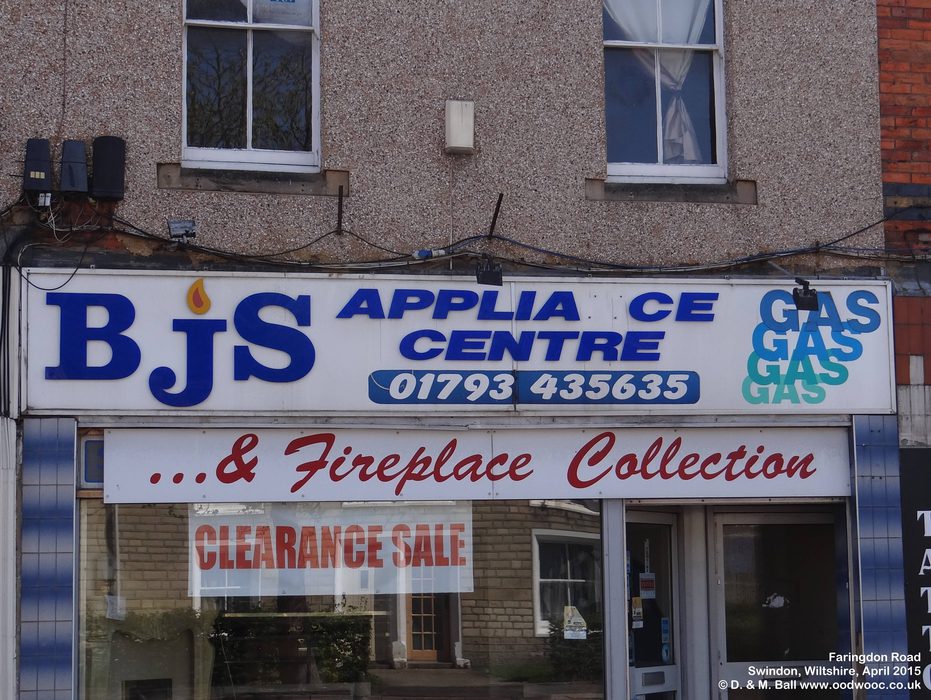 BJS
APPLIA CE
CENTRE
01793 435635
GAS
GAS
GAS
GAS
...& Fireplace Collection
CLEARANCE SALE
T
A
T
T
O
Faringdon Road
Swindon, Wiltshire, April 2015
© D. & M. Ball www.oodwooc.co.uk